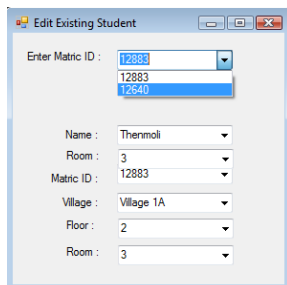 Edit Existing Student
Enter Matric ID : 12883
12883
12640
Name : Thenmoli
Room : 3
Matric ID : 12883
Village : Village 1A
Floor : 2
Room : 3